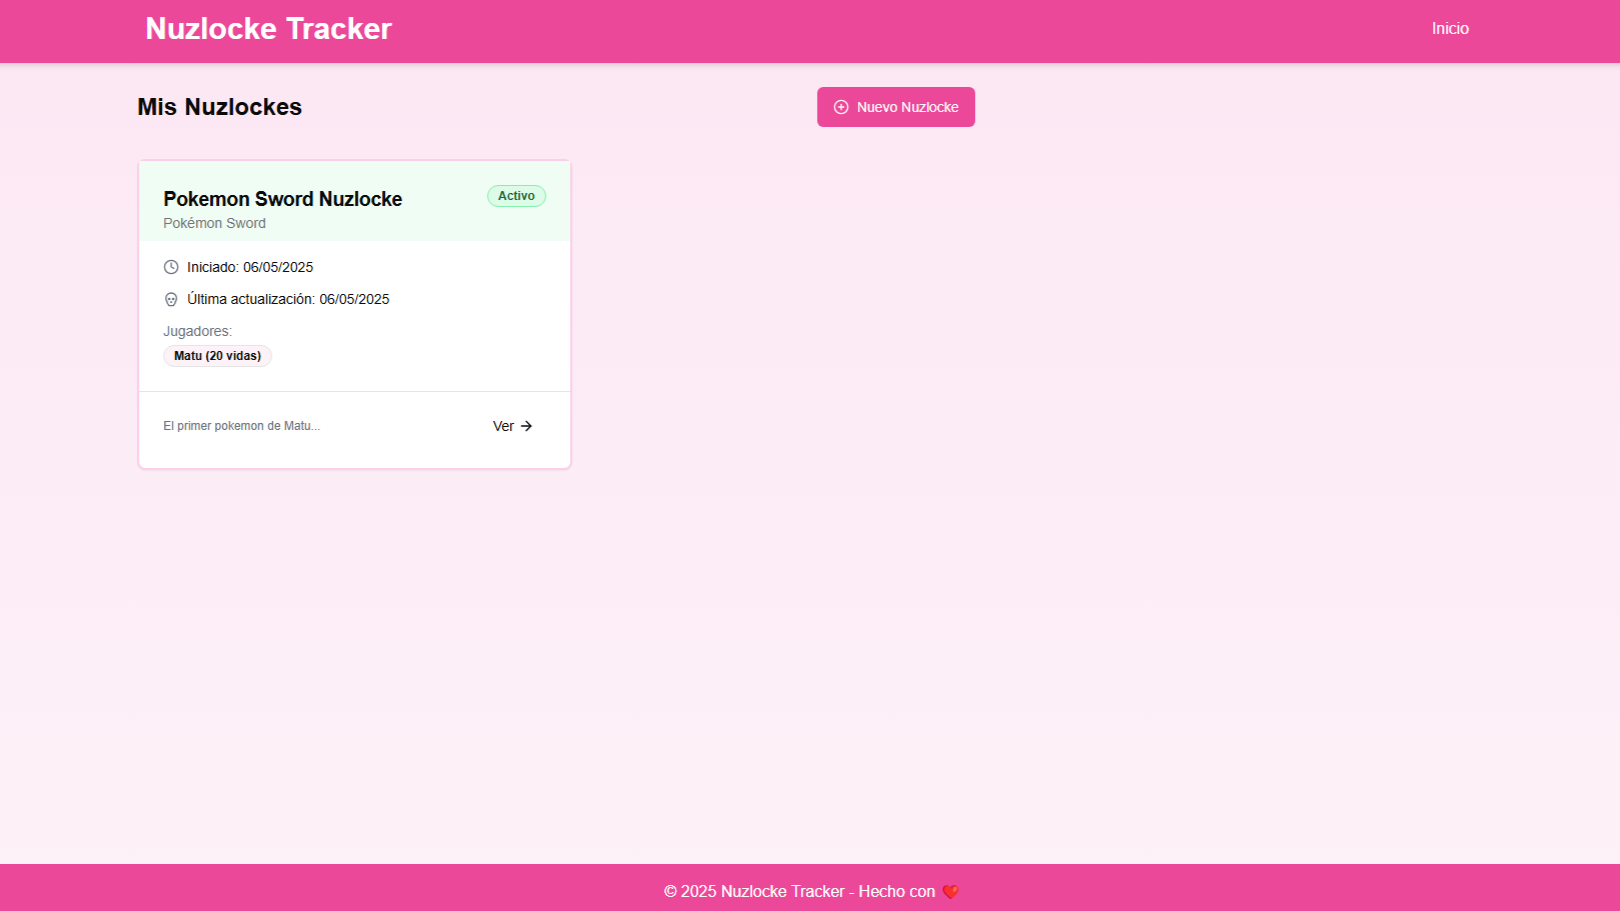 Nuzlocke Tracker
Inicio
Mis Nuzlockes
Nuevo Nuzlocke
Pokemon Sword Nuzlocke
Activo
Pokémon Sword
Iniciado: 06/05/2025
Última actualización: 06/05/2025
Jugadores:
Matu (20 vidas)
El primer pokemon de Matu...
Ver →
© 2025 Nuzlocke Tracker - Hecho con ❤️